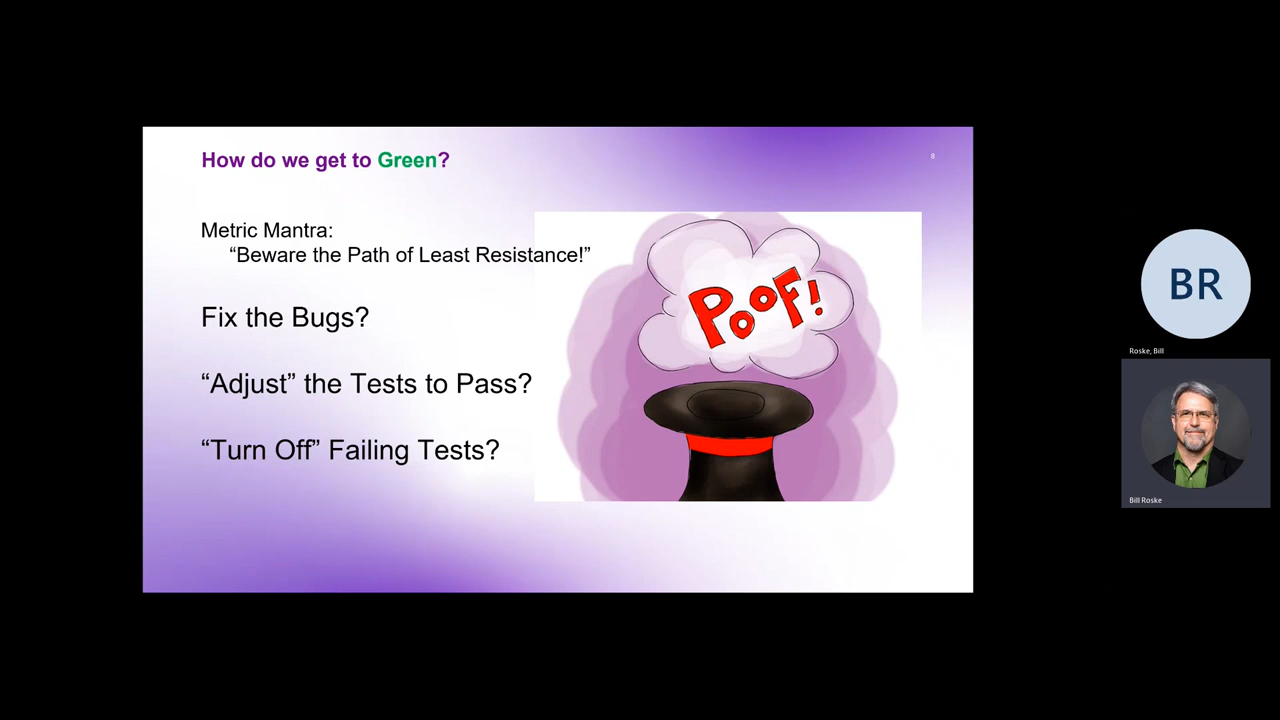 How do we get to Green?
8
Metric Mantra:
“Beware the Path of Least Resistance!”
Fix the Bugs?
“Adjust” the Tests to Pass?
“Turn Off” Failing Tests?
POOF!
BR
Roske, Bill
Bill Roske